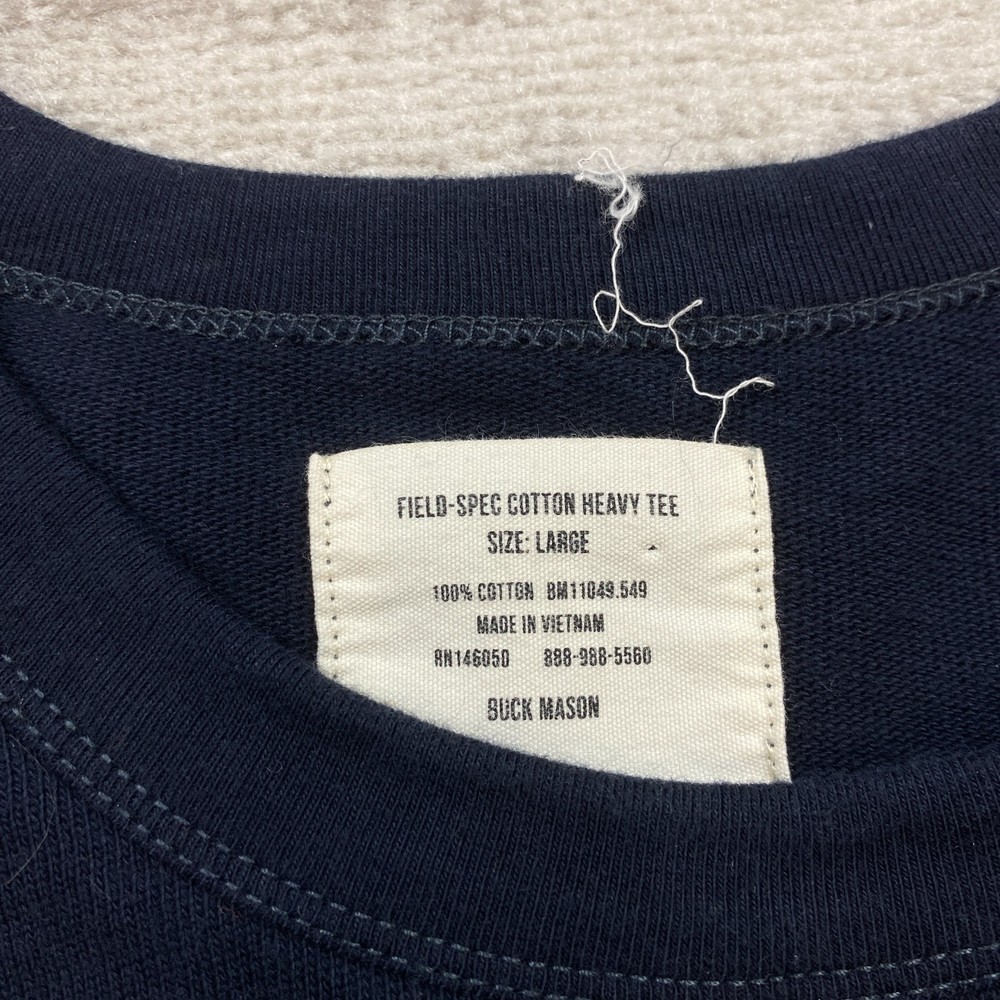 FIELD-SPEC COTTON HEAVY TEE
SIZE: LARGE
100% COTTON BM11049.549
MADE IN VIETNAM
RN146050 888-988-5560
BUCK MASON